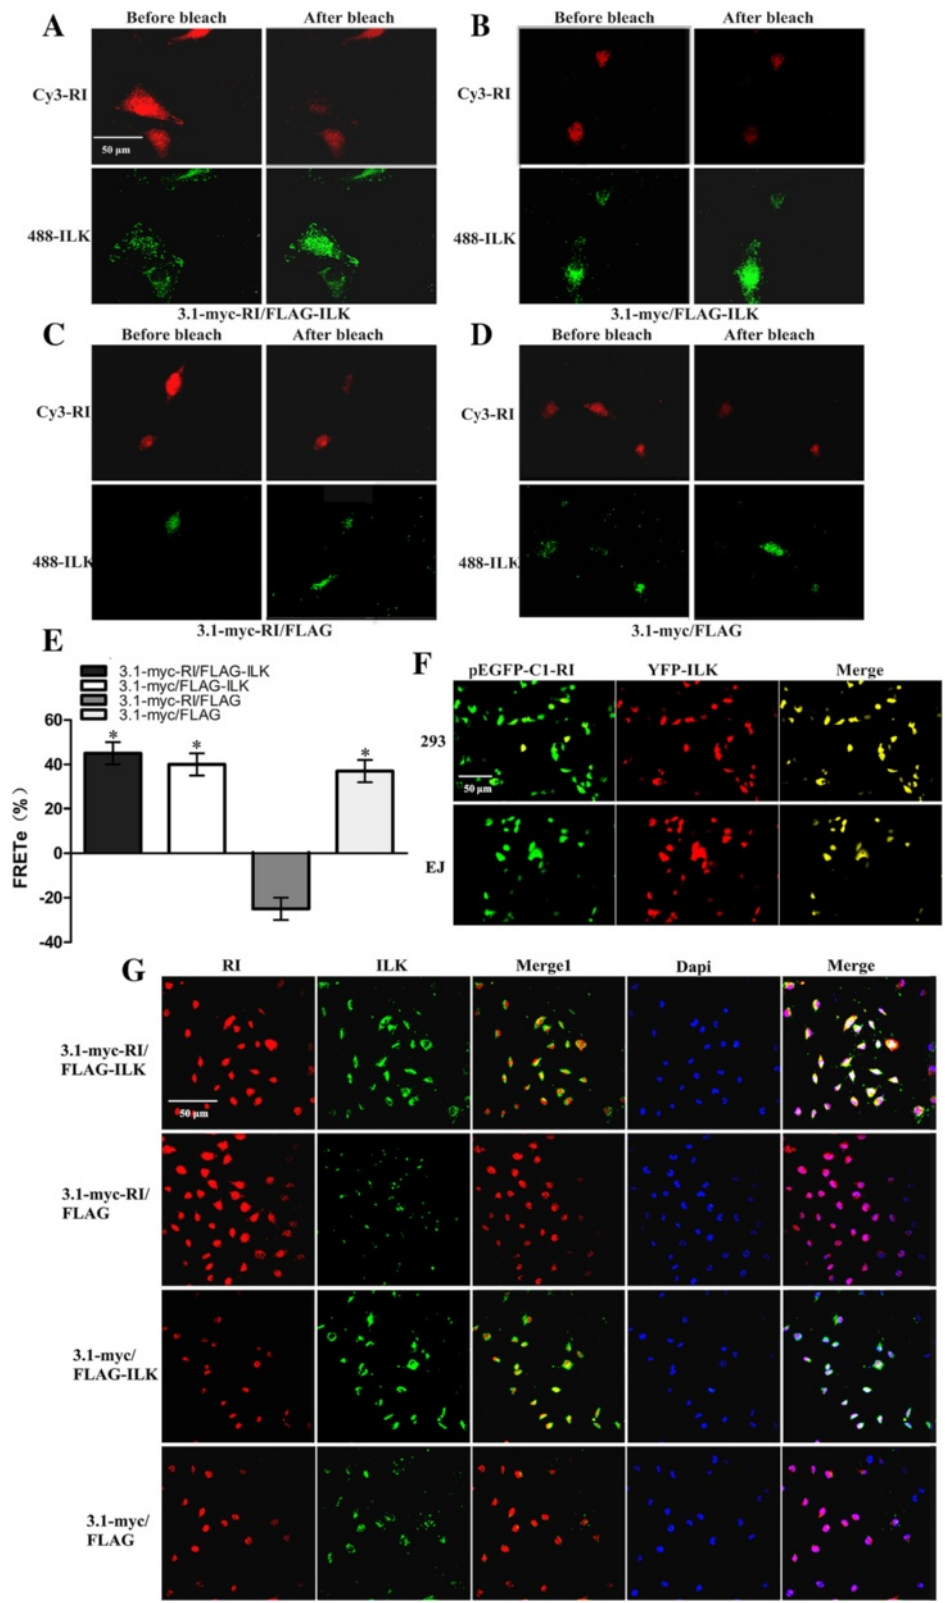 A
Before bleach After bleach
Cy3-RI
50 µm
488-ILK
3.1-myc-RI/FLAG-ILK
B
Before bleach After bleach
Cy3-RI
488-ILK
3.1-myc/FLAG-ILK
C
Before bleach After bleach
Cy3-RI
488-ILK
3.1-myc-RI/FLAG
D
Before bleach After bleach
Cy3-RI
488-ILK
3.1-myc/FLAG
E
3.1-myc-RI/FLAG-ILK
3.1-myc/FLAG-ILK
3.1-myc-RI/FLAG
3.1-myc/FLAG
FRETe (%)
60
40
20
0
-20
-40
* * *
F
pEGFP-C1-RI YFP-ILK Merge
293
50 µm
EJ
G
RI ILK Merge1 Dapi Merge
3.1-myc-RI/
FLAG-ILK
50 µm
3.1-myc-RI/
FLAG
3.1-myc/
FLAG-ILK
3.1-myc/
FLAG